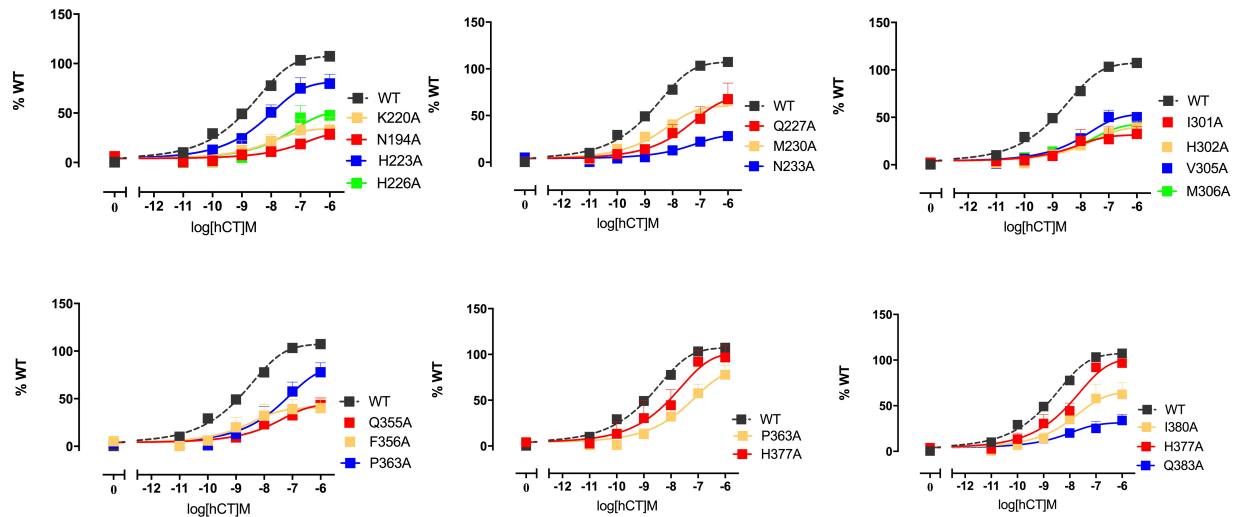 150
100
50
0
% WT
0
-12 -11 -10 -9 -8 -7 -6
log[hCT]M
WT
K220A
N194A
H223A
H226A
150
100
50
0
% WT
0
-12 -11 -10 -9 -8 -7 -6
log[hCT]M
WT
Q227A
M230A
N233A
150
100
50
0
% WT
0
-12 -11 -10 -9 -8 -7 -6
log[hCT]M
WT
I301A
H302A
V305A
M306A
150
100
50
0
% WT
0
-12 -11 -10 -9 -8 -7 -6
log[hCT]M
WT
Q355A
F356A
P363A
150
100
50
0
% WT
0
-12 -11 -10 -9 -8 -7 -6
log[hCT]M
WT
P363A
H377A
150
100
50
0
% WT
0
-12 -11 -10 -9 -8 -7 -6
log[hCT]M
WT
I380A
H377A
Q383A